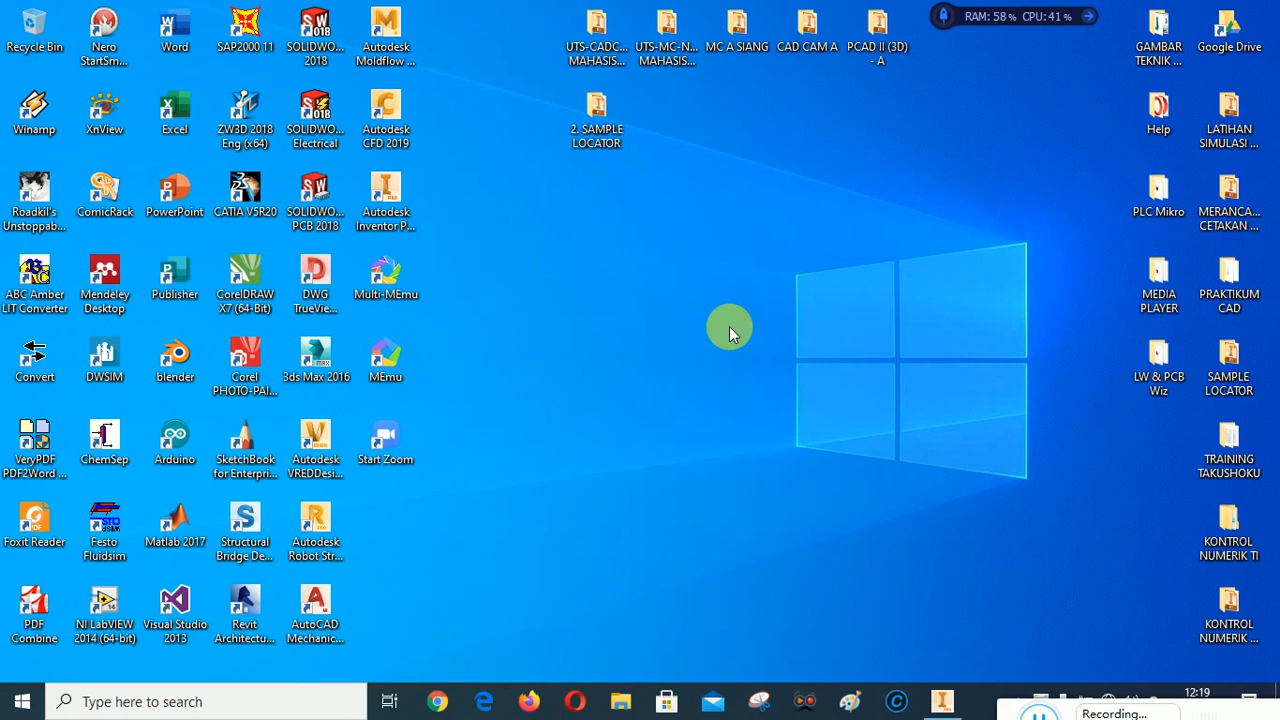 Recycle Bin
Nero
StartSm...
Word
SAP2000 11
SOLIDWO...
2018
Autodesk
Moldflow ...
UTS-CADC...
MAHASIS...
UTS-MC-N...
MAHASIS...
MC A SIANG
CAD CAM A
PCAD II (3D)
- A
RAM: 58 % CPU: 41 %
GAMBAR
TEKNIK ...
Google Drive
Winamp
XnView
Excel
ZW3D 2018
Eng (x64)
SOLIDWO...
Electrical
Autodesk
CFD 2019
2. SAMPLE
LOCATOR
Help
LATIHAN
SIMULASI ...
Roadkil's
Unstoppab...
ComicRack
PowerPoint
CATIA V5R20
SOLIDWO...
PCB 2018
Autodesk
Inventor P...
PLC Mikro
MERANCA...
CETAKAN ...
ABC Amber
LIT Converter
Mendeley
Desktop
Publisher
CorelDRAW
X7 (64-Bit)
DWG
TrueVie...
Multi-MEmu
MEDIA
PLAYER
PRAKTIKUM
CAD
Convert
DWSIM
blender
Corel
PHOTO-PAI...
3ds Max 2016
MEmu
LW & PCB
Wiz
SAMPLE
LOCATOR
VeryPDF
PDF2Word ...
ChemSep
Arduino
SketchBook
for Enterpri...
Autodesk
VREDDesi...
Start Zoom
TRAINING
TAKUSHOKU
Foxit Reader
Festo
Fluidsim
Matlab 2017
Structural
Bridge De...
Autodesk
Robot Str...
KONTROL
NUMERIK TI
PDF
Combine
NI LabVIEW
2014 (64-bit)
Visual Studio
2013
Revit
Architectu...
AutoCAD
Mechanic...
KONTROL
NUMERIK ...
Type here to search
12:19
Recording...